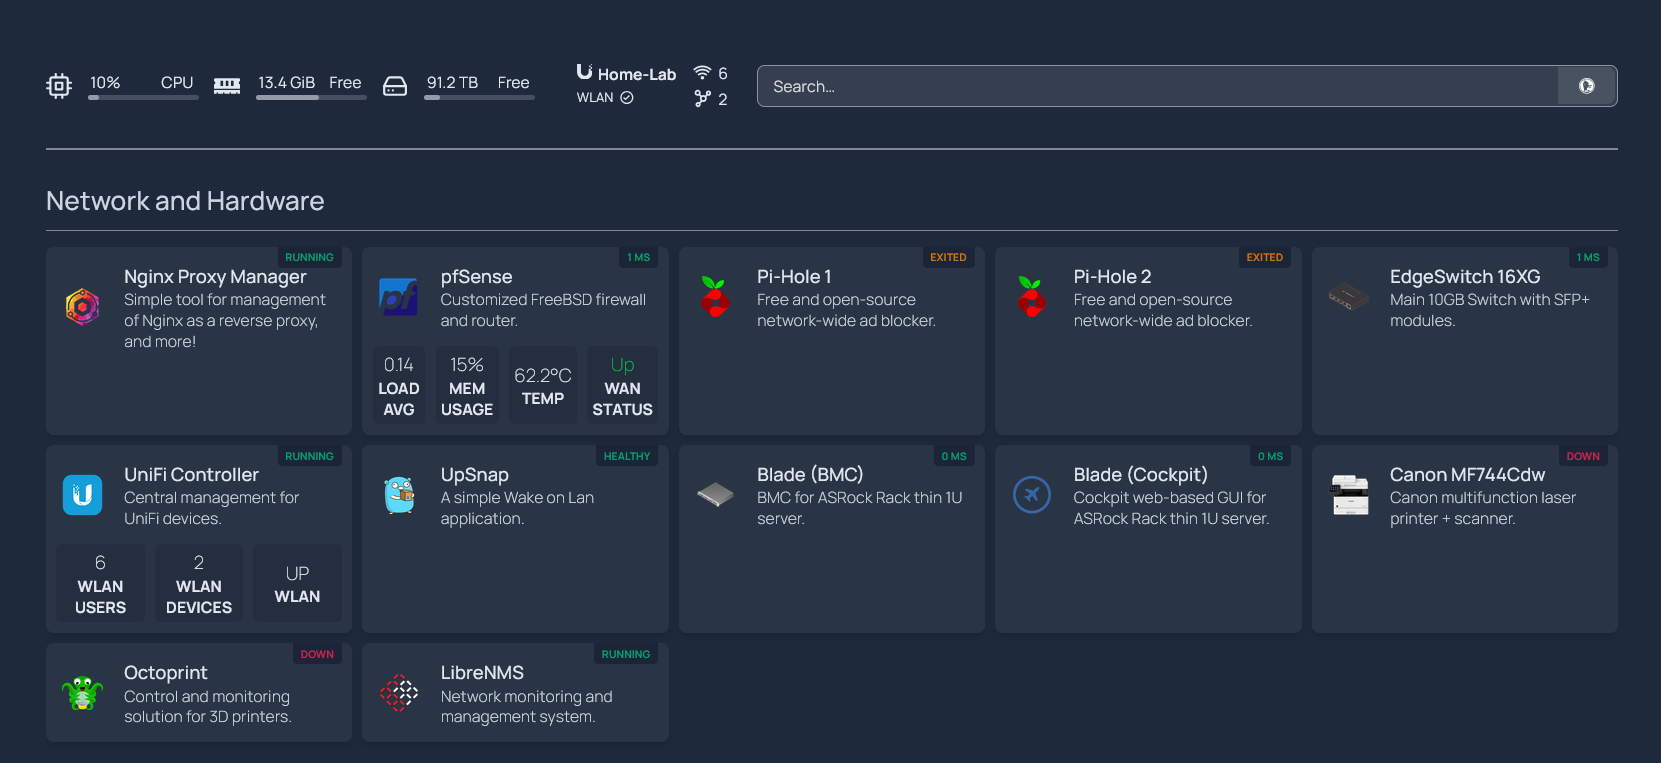 10% CPU
13.4 GiB Free
91.2 TB Free
Home-Lab 6
WLAN 2
Search...
Network and Hardware
RUNNING
Nginx Proxy Manager
Simple tool for management
of Nginx as a reverse proxy,
and more!
1 MS
pf
pfSense
Customized FreeBSD firewall
and router.
0.14
LOAD
AVG
15%
MEM
USAGE
62.2°C
TEMP
Up
WAN
STATUS
EXITED
Pi-Hole 1
Free and open-source
network-wide ad blocker.
EXITED
Pi-Hole 2
Free and open-source
network-wide ad blocker.
1 MS
EdgeSwitch 16XG
Main 10GB Switch with SFP+
modules.
RUNNING
UniFi Controller
Central management for
UniFi devices.
6
WLAN
USERS
2
WLAN
DEVICES
UP
WLAN
HEALTHY
UpSnap
A simple Wake on Lan
application.
0 MS
Blade (BMC)
BMC for ASRock Rack thin 1U
server.
0 MS
Blade (Cockpit)
Cockpit web-based GUI for
ASRock Rack thin 1U server.
DOWN
Canon MF744Cdw
Canon multifunction laser
printer + scanner.
DOWN
Octoprint
Control and monitoring
solution for 3D printers.
RUNNING
LibreNMS
Network monitoring and
management system.